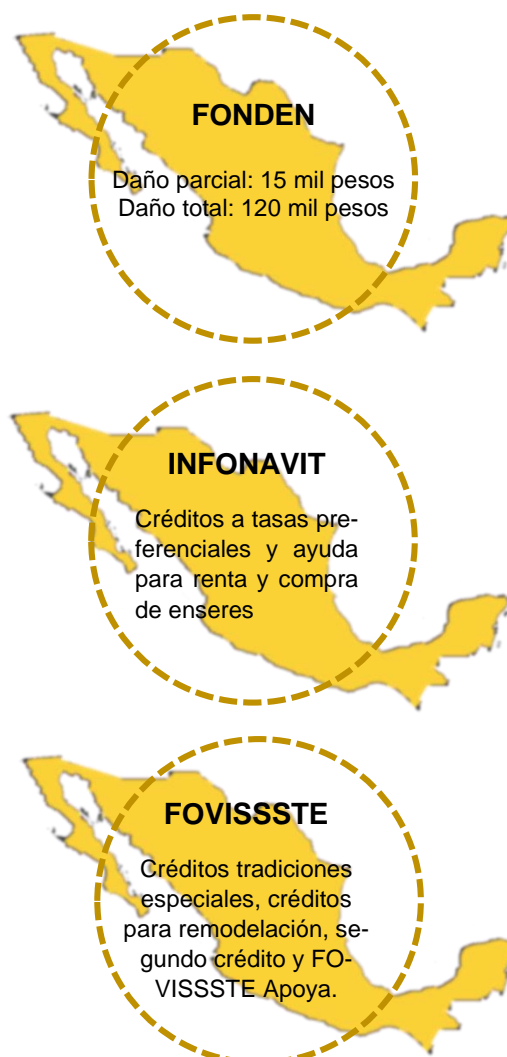 FONDEN
Daño parcial: 15 mil pesos
Daño total: 120 mil pesos
INFONAVIT
Créditos a tasas pre-
ferenciales y ayuda
para renta y compra
de enseres
FOVISSSTE
Créditos tradiciones
especiales, créditos
para remodelación, se-
gundo crédito y FO-
VISSSTE Apoya.